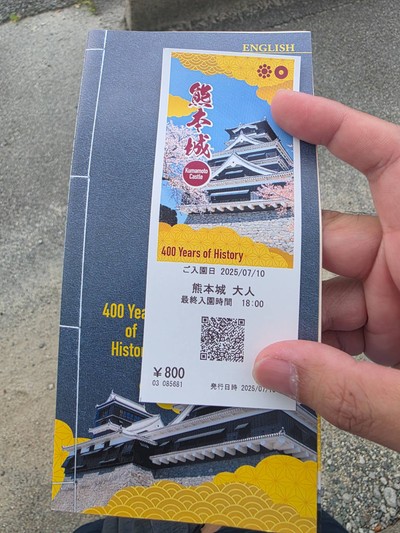 ENGLISH
熊本城
Kumamoto
Castle
400 Years of History
ご入園日 2025/07/10
熊本城 大人
最終入園時間 18:00
¥800
03 085681
発行日時 2025/07/
400 Yea
of
Histor